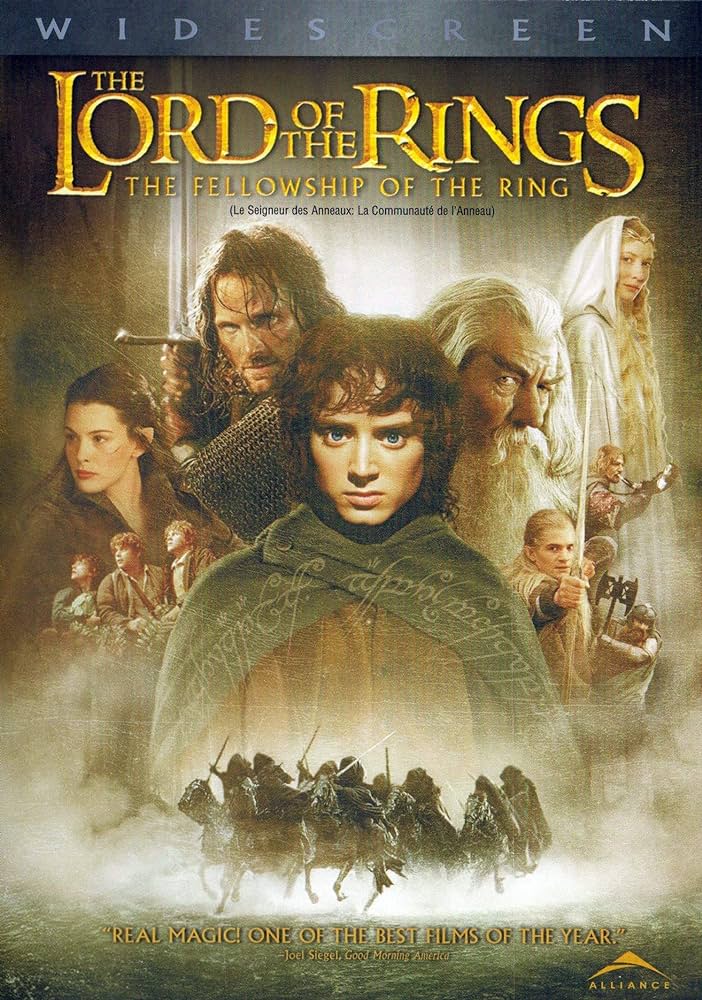 WIDESCREEN
THE LORD OF THE RINGS
THE FELLOWSHIP OF THE RING
(Le Seigneur des Anneaux: La Communauté de l'Anneau)
"REAL MAGIC! ONE OF THE BEST FILMS OF THE YEAR."
–Joel Siegel, Good Morning America
ALLIANCE